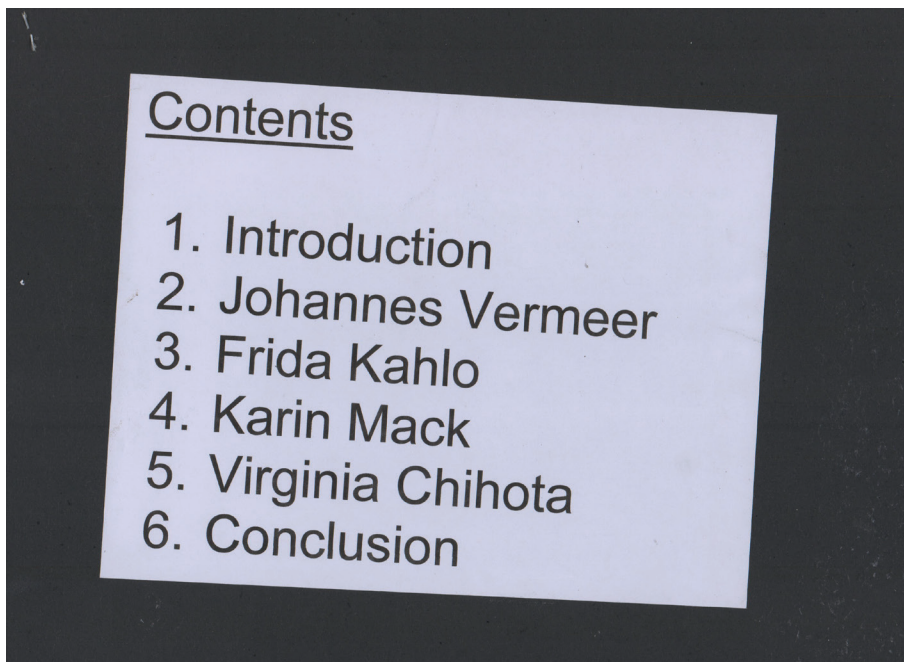 Contents
1. Introduction
2. Johannes Vermeer
3. Frida Kahlo
4. Karin Mack
5. Virginia Chihota
6. Conclusion